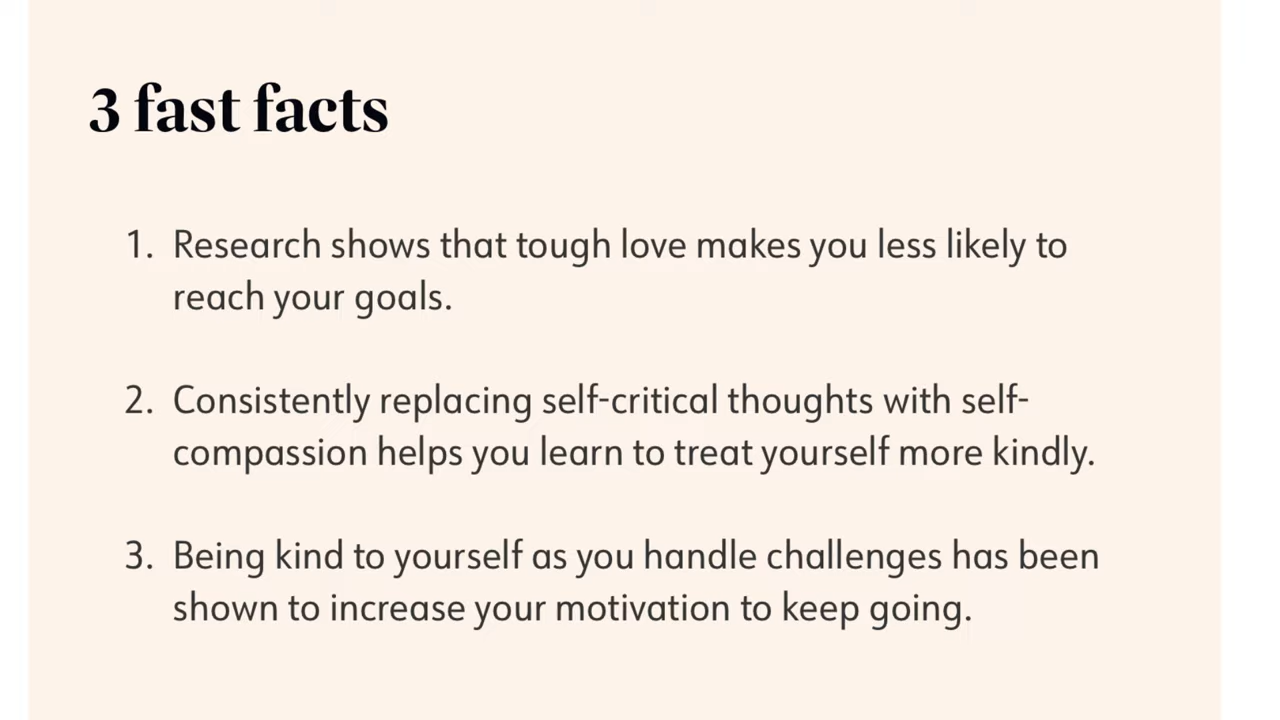 3 fast facts
1. Research shows that tough love makes you less likely to
reach your goals.
2. Consistently replacing self-critical thoughts with self-
compassion helps you learn to treat yourself more kindly.
3. Being kind to yourself as you handle challenges has been
shown to increase your motivation to keep going.